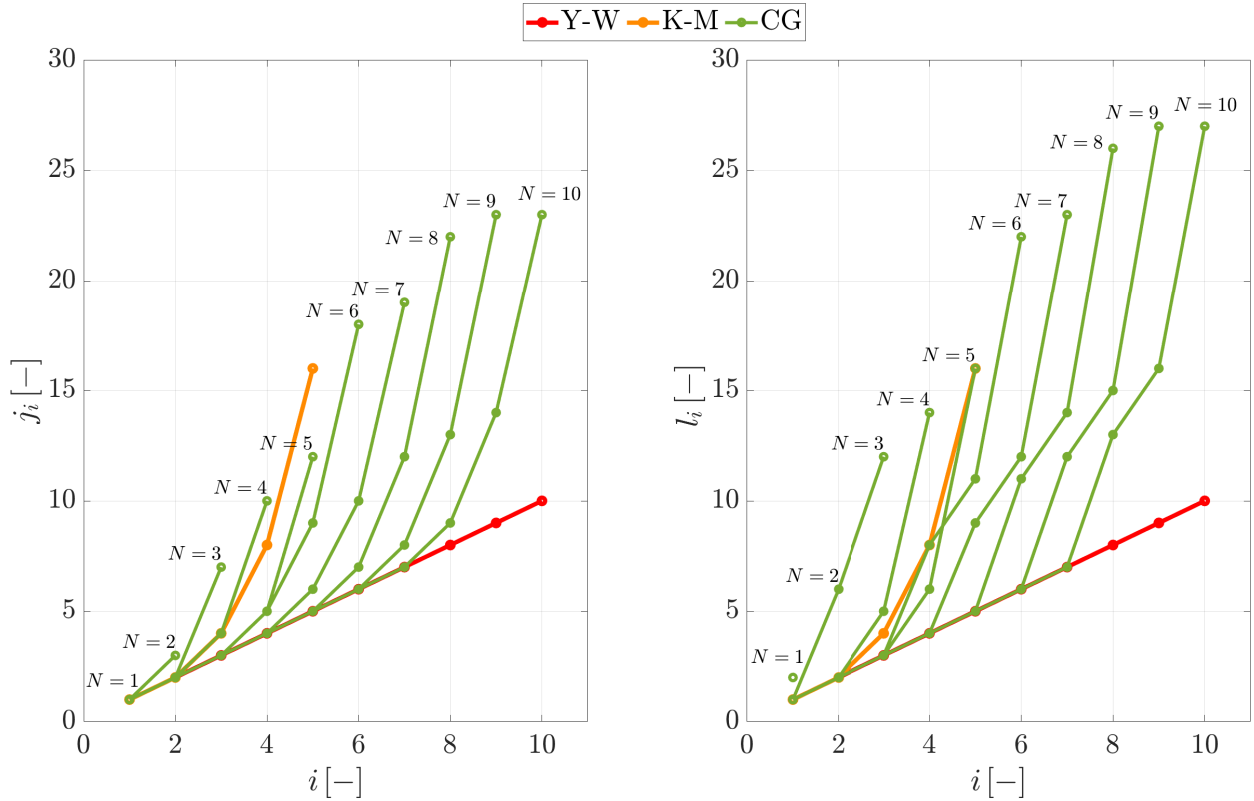 Y-W K-M CG
30
25
20
15
10
5
0
j_i [−]
0 2 4 6 8 10
i [−]
N = 1
N = 2
N = 3
N = 4
N = 5
N = 6
N = 7
N = 8
N = 9
N = 10
30
25
20
15
10
5
0
l_i [−]
0 2 4 6 8 10
i [−]
N = 1
N = 2
N = 3
N = 4
N = 5
N = 6
N = 7
N = 8
N = 9
N = 10